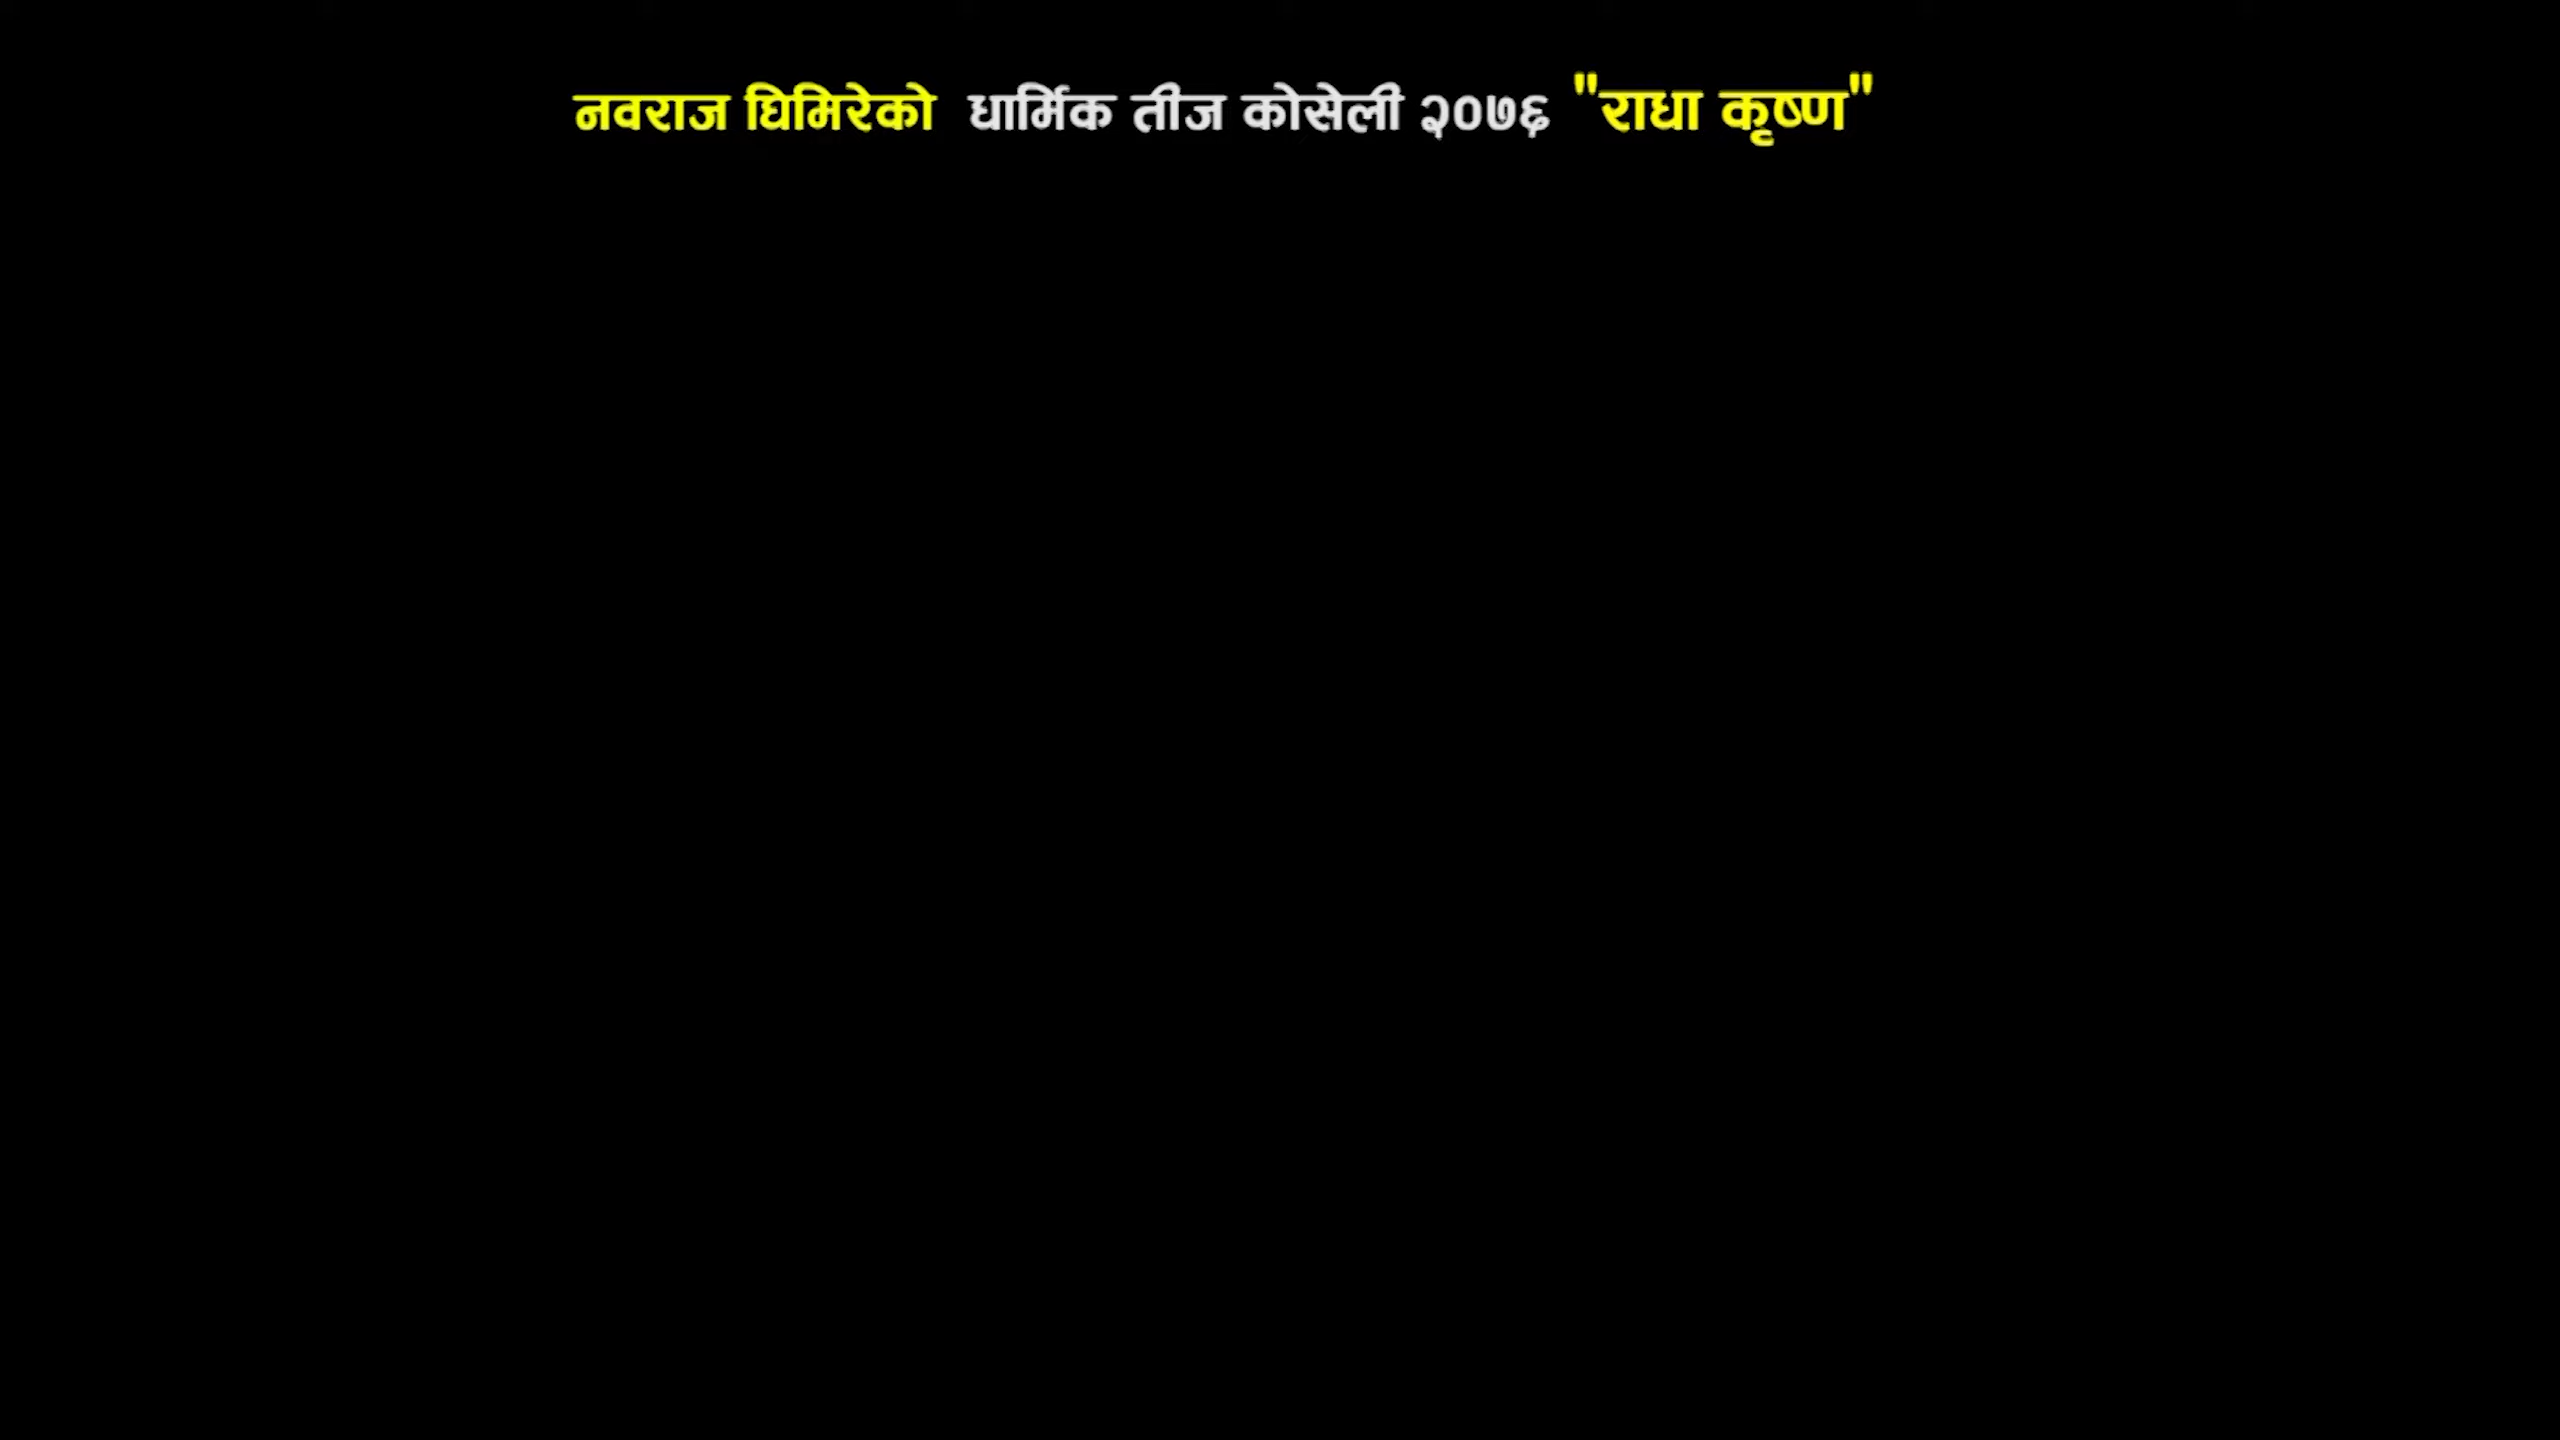 नवराज घिमिरेको धार्मिक तीज कोसेली २०७६ "राधा कृष्ण"